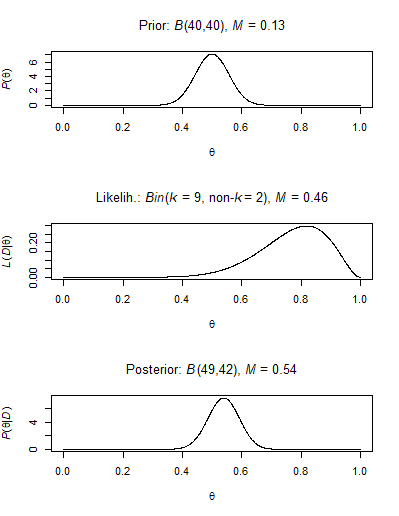 Prior: B(40,40), M = 0.13
P(θ)
0 2 4 6
0.0 0.2 0.4 0.6 0.8 1.0
θ
Likelih.: Bin(k = 9, non-k = 2), M = 0.46
L(D|θ)
0.00 0.20
0.0 0.2 0.4 0.6 0.8 1.0
θ
Posterior: B(49,42), M = 0.54
P(θ|D)
0 4
0.0 0.2 0.4 0.6 0.8 1.0
θ